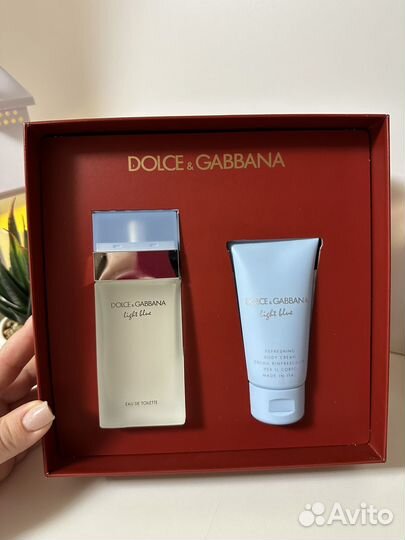 DOLCE & GABBANA
DOLCE & GABBANA
light blue
EAU DE TOILETTE
DOLCE & GABBANA
light blue
REFRESHING
BODY CREAM
CREMA RINFRESCANTE
PER IL CORPO
MADE IN ITALY
Avito